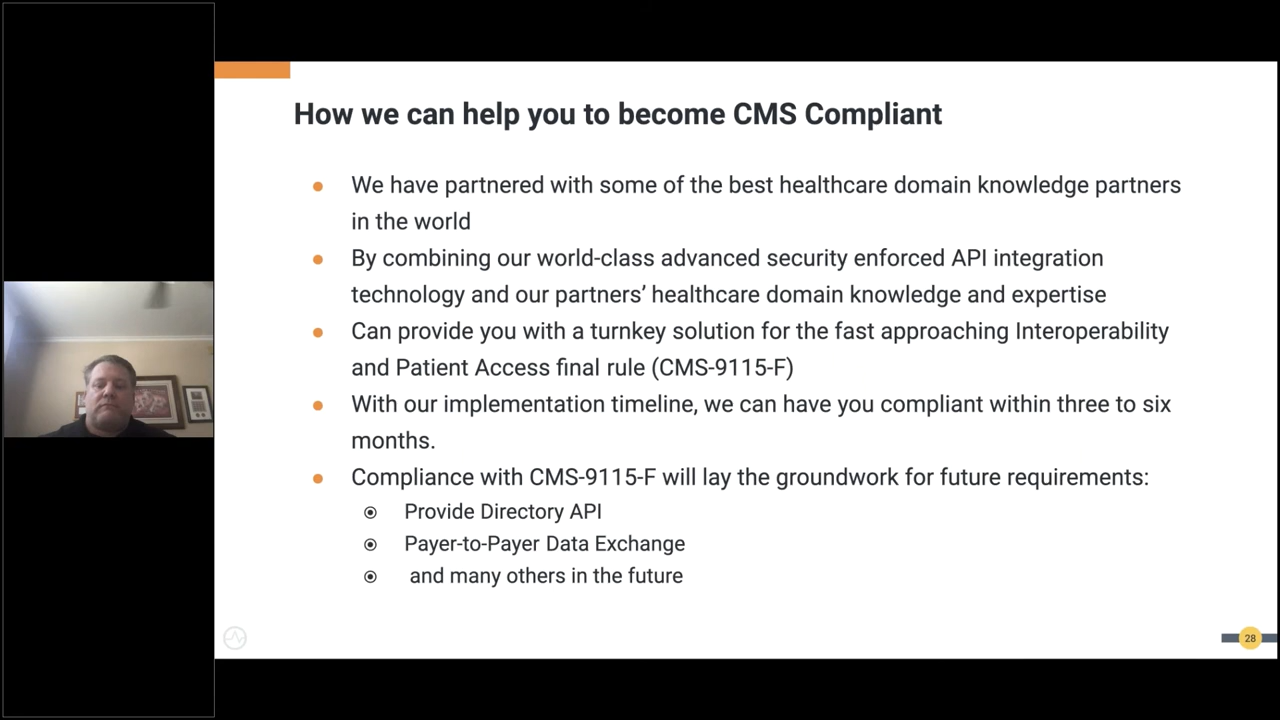 How we can help you to become CMS Compliant
We have partnered with some of the best healthcare domain knowledge partners
in the world
By combining our world-class advanced security enforced API integration
technology and our partners’ healthcare domain knowledge and expertise
Can provide you with a turnkey solution for the fast approaching Interoperability
and Patient Access final rule (CMS-9115-F)
With our implementation timeline, we can have you compliant within three to six
months.
Compliance with CMS-9115-F will lay the groundwork for future requirements:
Provide Directory API
Payer-to-Payer Data Exchange
and many others in the future
28